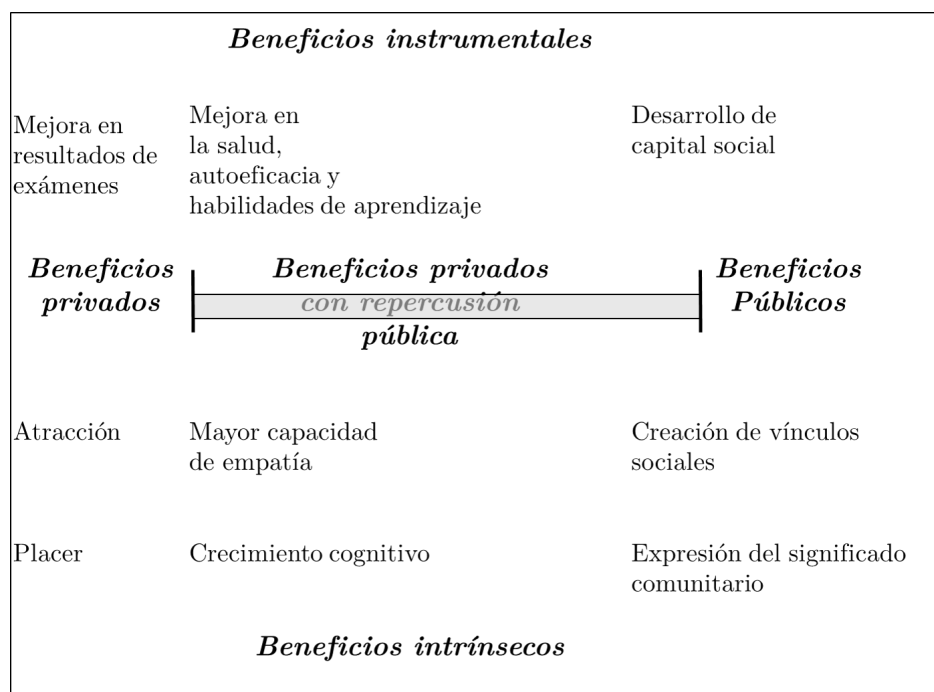 Beneficios instrumentales
Mejora en
resultados de
exámenes
Mejora en
la salud,
autoeficacia y
habilidades de aprendizaje
Desarrollo de
capital social
Beneficios
privados
Beneficios privados
con repercusión
pública
Beneficios
Públicos
Atracción
Mayor capacidad
de empatía
Creación de vínculos
sociales
Placer
Crecimiento cognitivo
Expresión del significado
comunitario
Beneficios intrínsecos